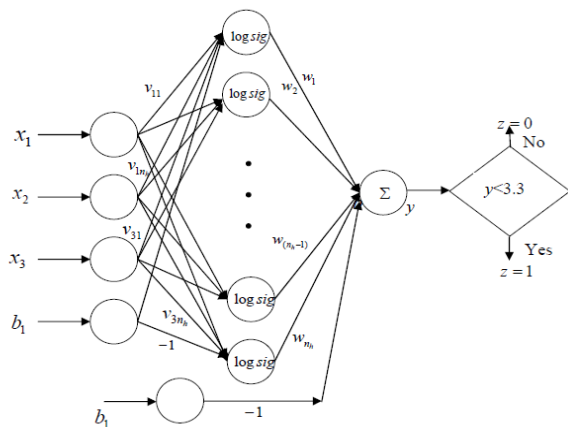 log sig
v₁₁
w₁
w₂
log sig
z = 0
No
x₁
v₁ₙₕ
x₂
Σ
y
y<3.3
v₃₁
x₃
w₍ₙₕ₋₁₎
Yes
z = 1
log sig
v₃ₙₕ
b₁
-1
log sig
wₙₕ
b₁
-1